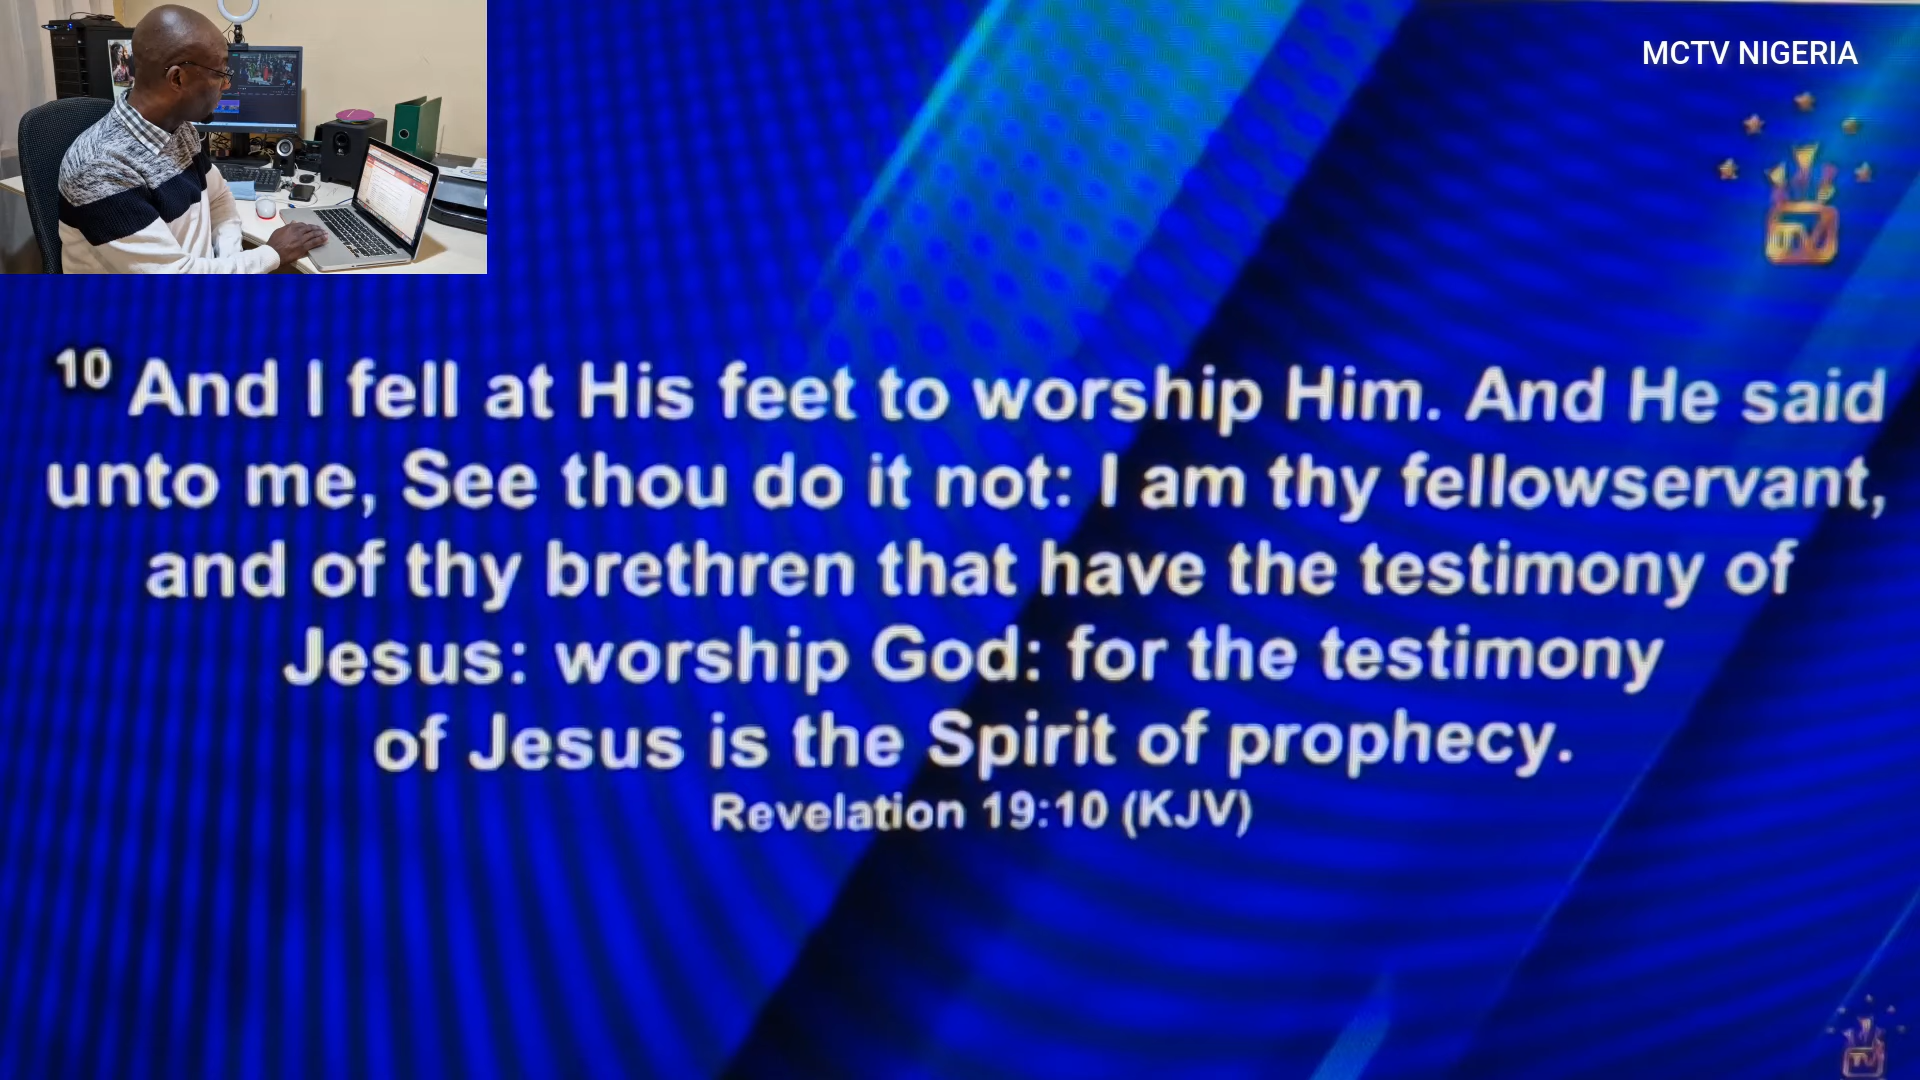 MCTV NIGERIA
TV
10 And I fell at His feet to worship Him. And He said
unto me, See thou do it not: I am thy fellowservant,
and of thy brethren that have the testimony of
Jesus: worship God: for the testimony
of Jesus is the Spirit of prophecy.
Revelation 19:10 (KJV)
TV